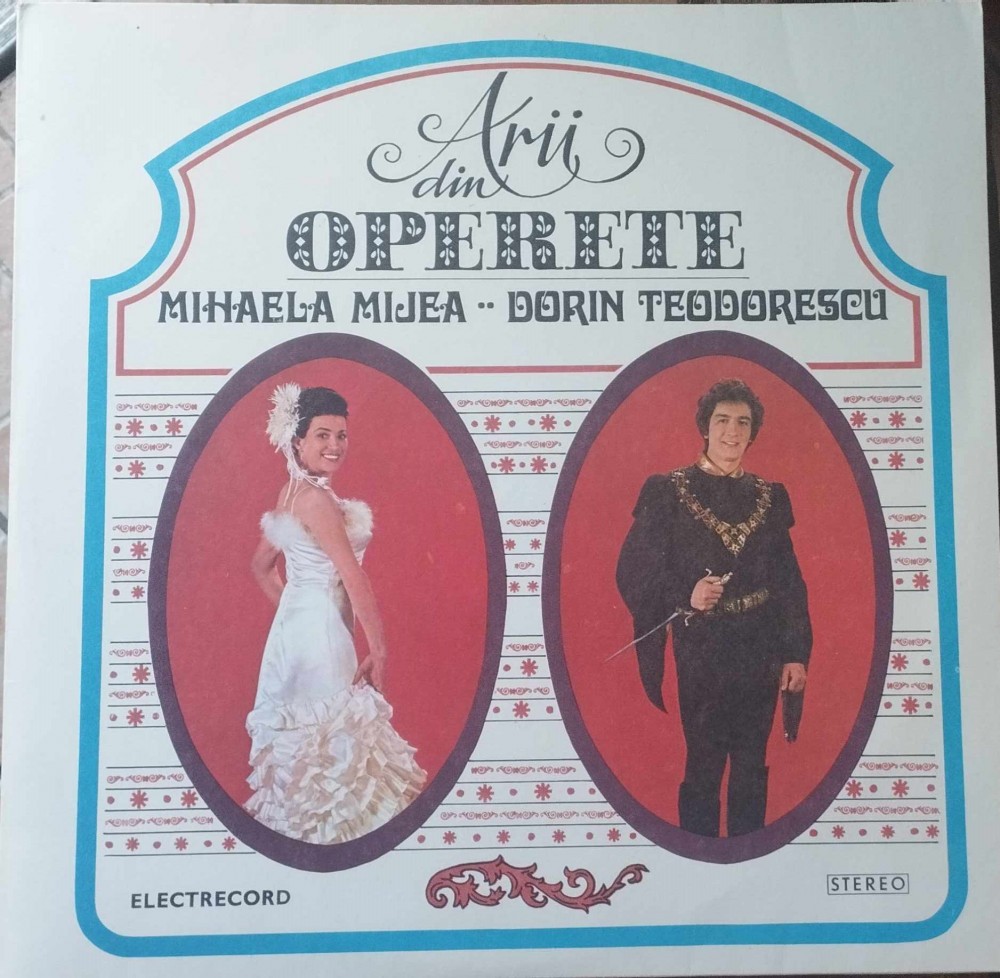 Arii
din
OPERETE
MIHAELA MIJEA·· DORIN TEODORESCU
ELECTRECORD
STEREO